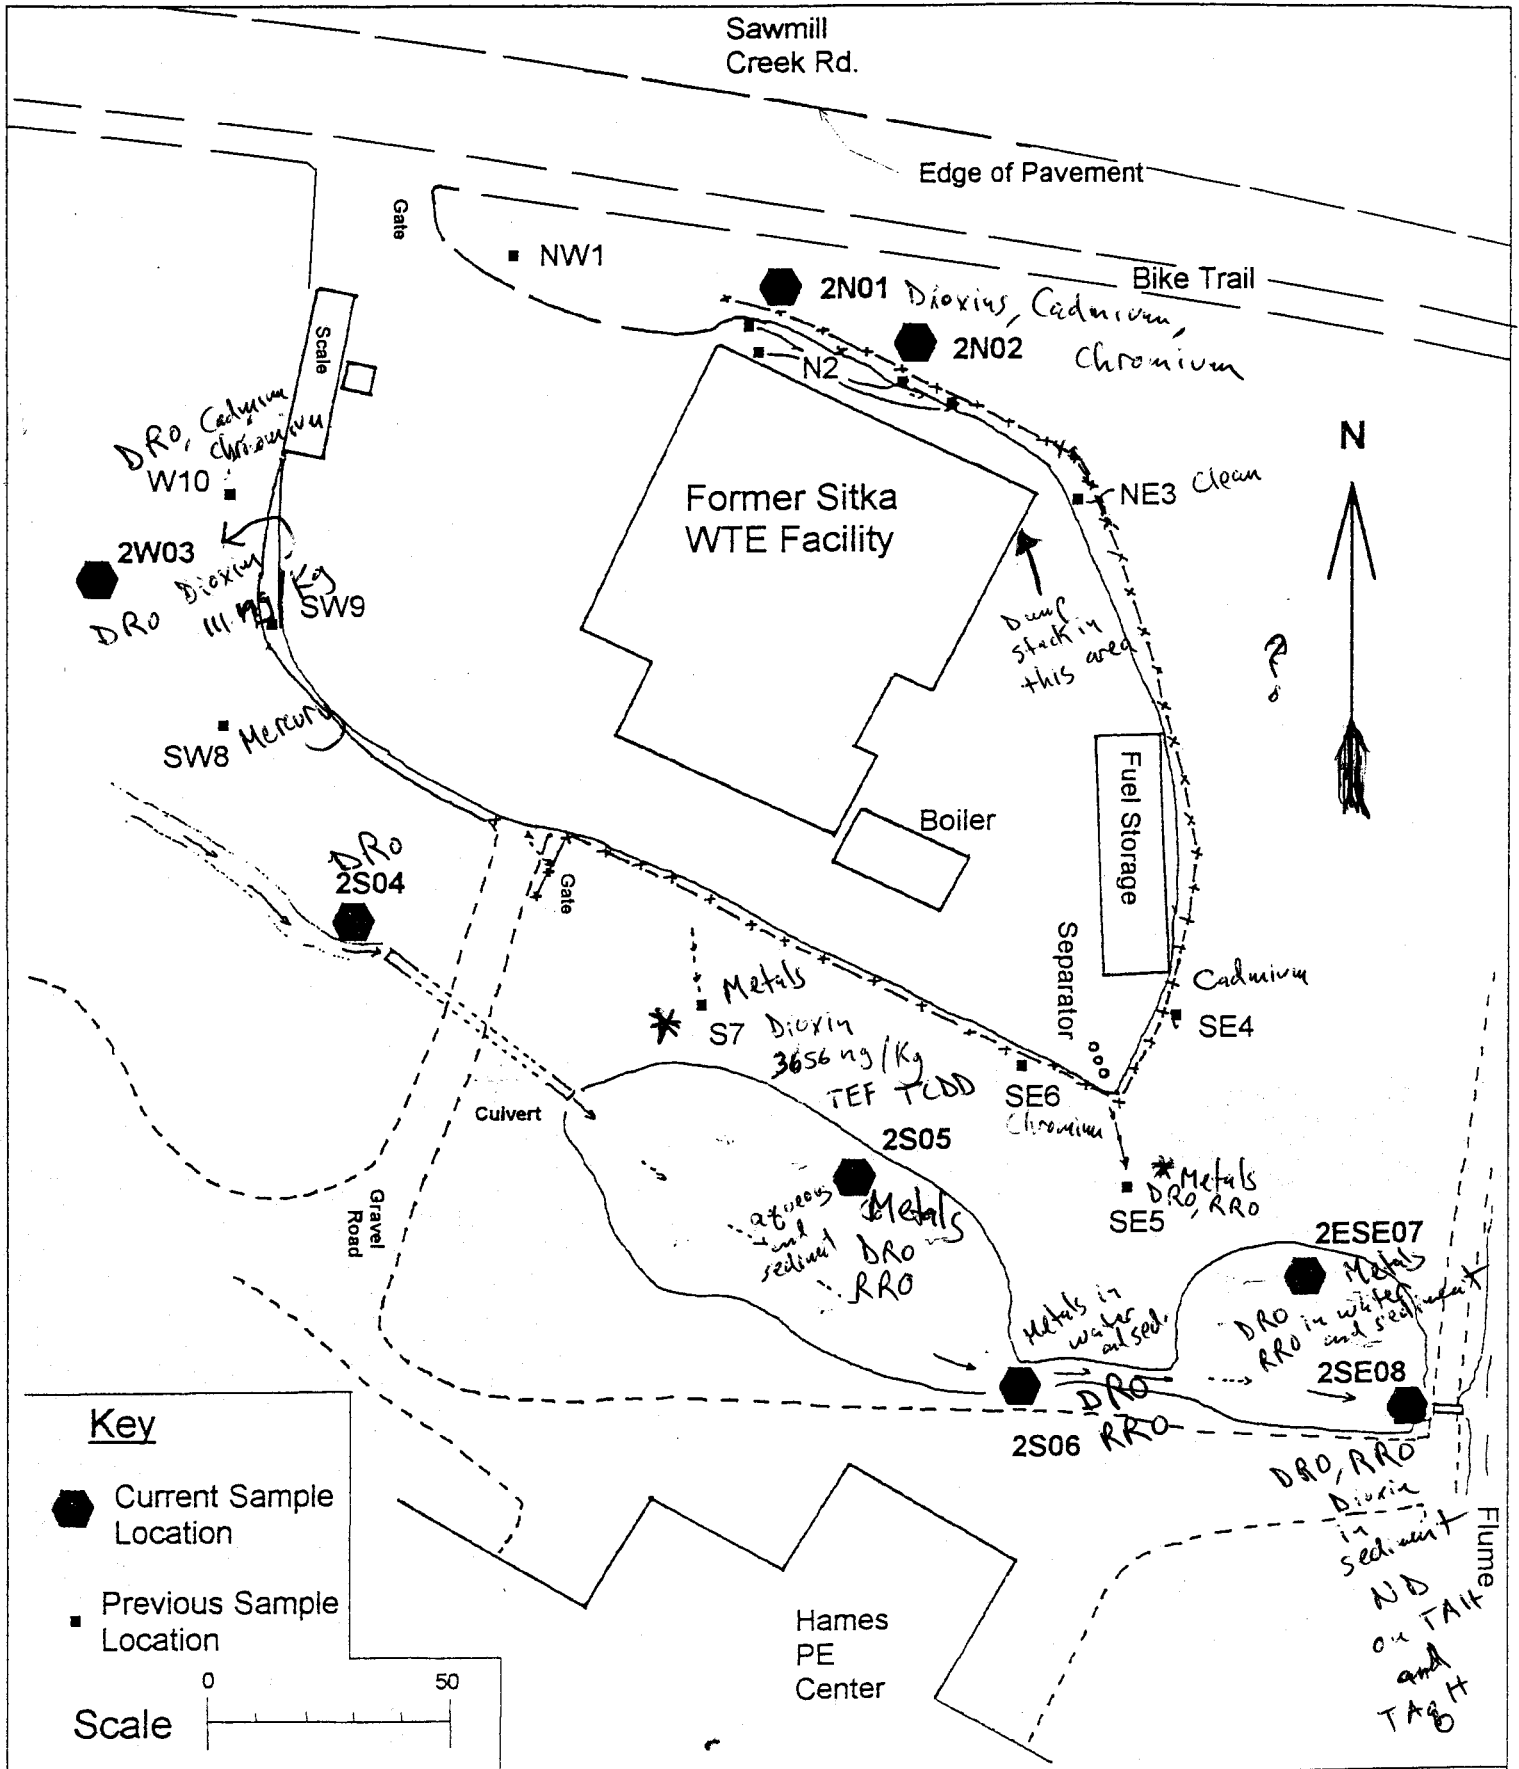 Sawmill
Creek Rd.
Edge of Pavement
Gate
NW1
Bike Trail
2N01 Dioxins, Cadmium,
2N02 Chromium
N2
Scale
DRO, Cadmium
Chromium
W10
N
Former Sitka
WTE Facility
NE3 Clean
2W03
DRO
Dioxin
111 ng Kg
SW9
Dump
stack in
this area
?
SW8 Mercury
Fuel Storage
Boiler
DRO
2S04
Gate
Separator
Cadmium
SE4
Metals
* S7 Dioxin
3656 ng/Kg
TEF TCDD
SE6
Chromium
Culvert
2S05
aqueous
and
sediment
Metals
DRO
RRO
* Metals
DRO, RRO
SE5
Gravel
Road
2ESE07
Metals
DRO in water
RRO and sediment
Metals in
water
and sed.
2SE08
DRO
2S06 RRO
DRO, RRO
Dioxin
in
sediment
ND
on TAH
and
TAqH
Flume
Key
Current Sample
Location
Previous Sample
Location
0 50
Scale
Hames
PE
Center